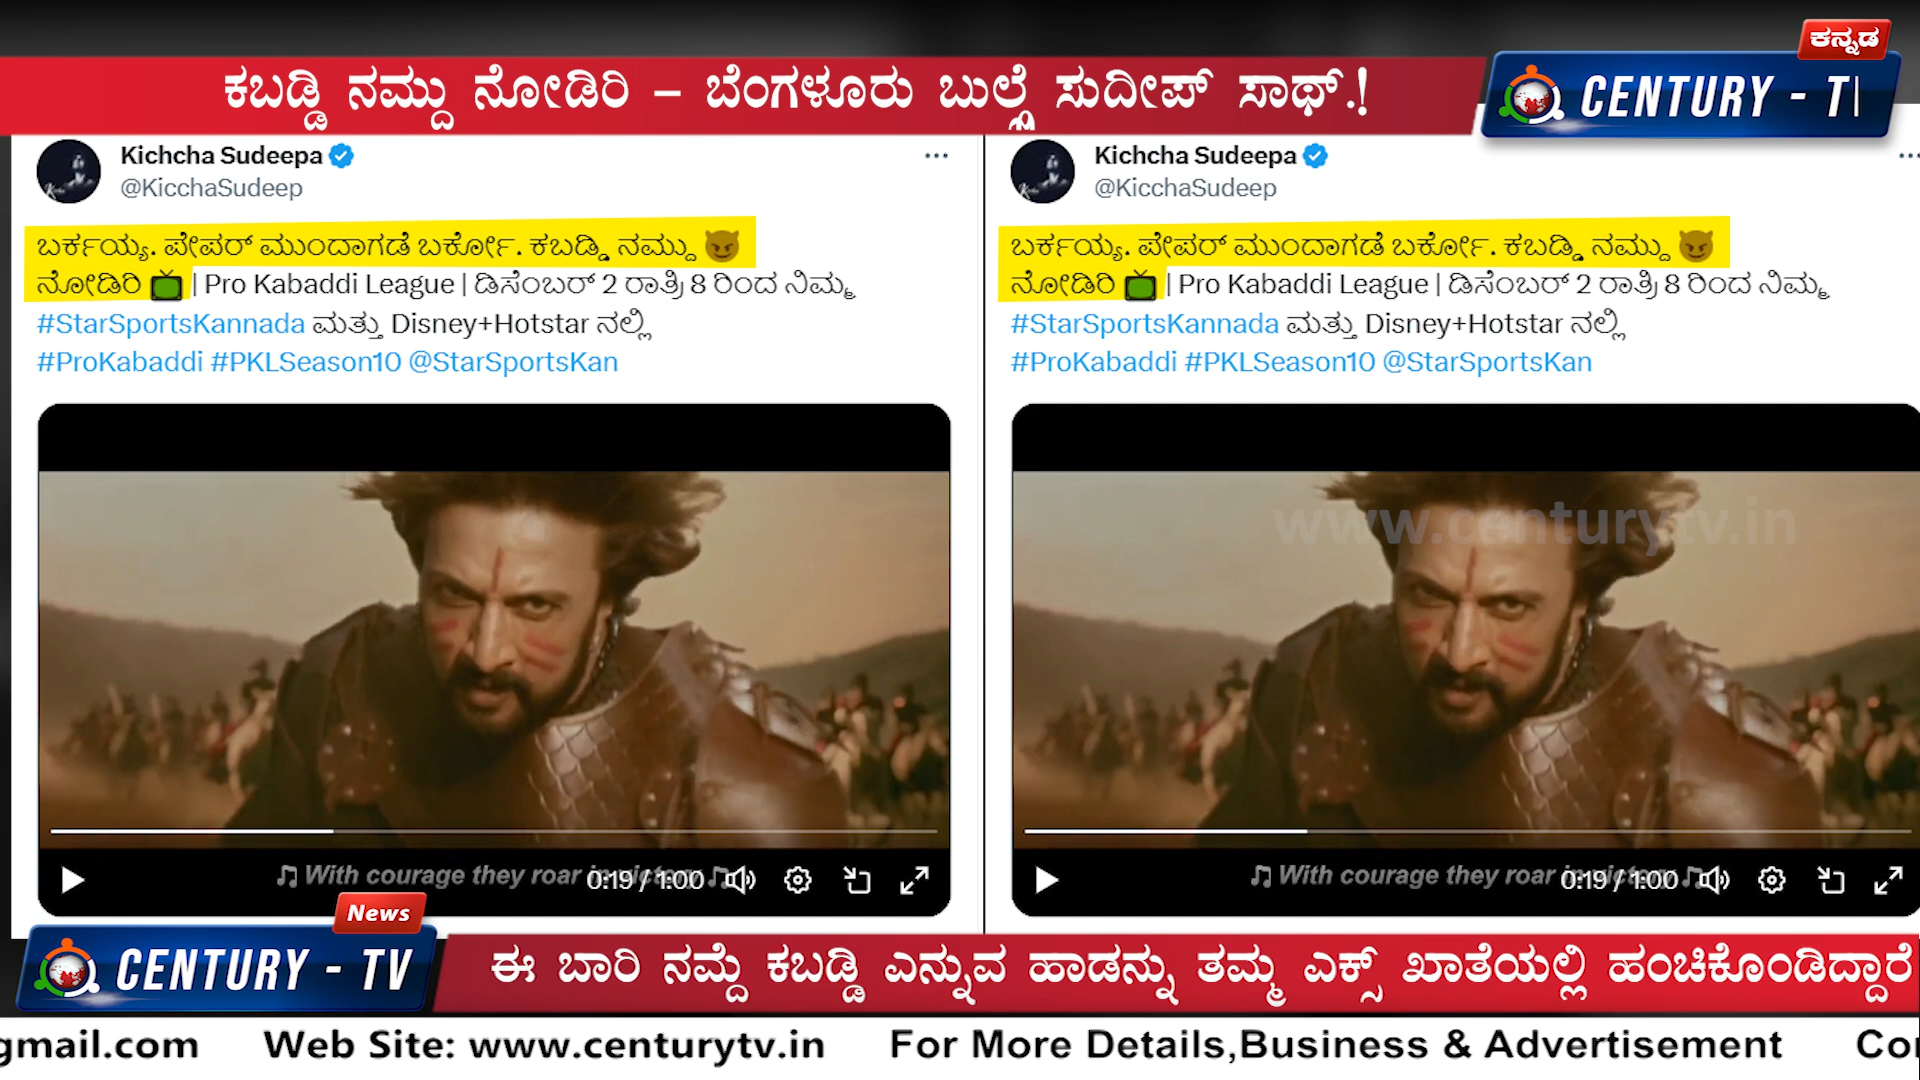 ಕನ್ನಡ
ಕಬಡ್ಡಿ ನಮ್ದು ನೋಡಿರಿ – ಬೆಂಗಳೂರು ಬುಲ್ಸ್ಗೆ ಸುದೀಪ್ ಸಾಥ್.!
CENTURY - T
Kichcha Sudeepa
@KicchaSudeep
ಬರ್ಕಯ್ಯ. ಪೇಪರ್ ಮುಂದಾಗಡೆ ಬರ್ಕೋ. ಕಬಡ್ಡಿ ನಮ್ದು 😈
ನೋಡಿರಿ 📺 | Pro Kabaddi League | ಡಿಸೆಂಬರ್ 2 ರಾತ್ರಿ 8 ರಿಂದ ನಿಮ್ಮ
#StarSportsKannada ಮತ್ತು Disney+Hotstar ನಲ್ಲಿ
#ProKabaddi #PKLSeason10 @StarSportsKan
♫ With courage they roar
0:19 / 1:00
Kichcha Sudeepa
@KicchaSudeep
ಬರ್ಕಯ್ಯ. ಪೇಪರ್ ಮುಂದಾಗಡೆ ಬರ್ಕೋ. ಕಬಡ್ಡಿ ನಮ್ದು 😈
ನೋಡಿರಿ 📺 | Pro Kabaddi League | ಡಿಸೆಂಬರ್ 2 ರಾತ್ರಿ 8 ರಿಂದ ನಿಮ್ಮ
#StarSportsKannada ಮತ್ತು Disney+Hotstar ನಲ್ಲಿ
#ProKabaddi #PKLSeason10 @StarSportsKan
www.centurytv.in
♫ With courage they roar
0:19 / 1:00
News
CENTURY - TV
ಈ ಬಾರಿ ನಮ್ದೆ ಕಬಡ್ಡಿ ಎನ್ನುವ ಹಾಡನ್ನು ತಮ್ಮ ಎಕ್ಸ್ ಖಾತೆಯಲ್ಲಿ ಹಂಚಿಕೊಂಡಿದ್ದಾರೆ
gmail.com Web Site: www.centurytv.in For More Details,Business & Advertisement Co